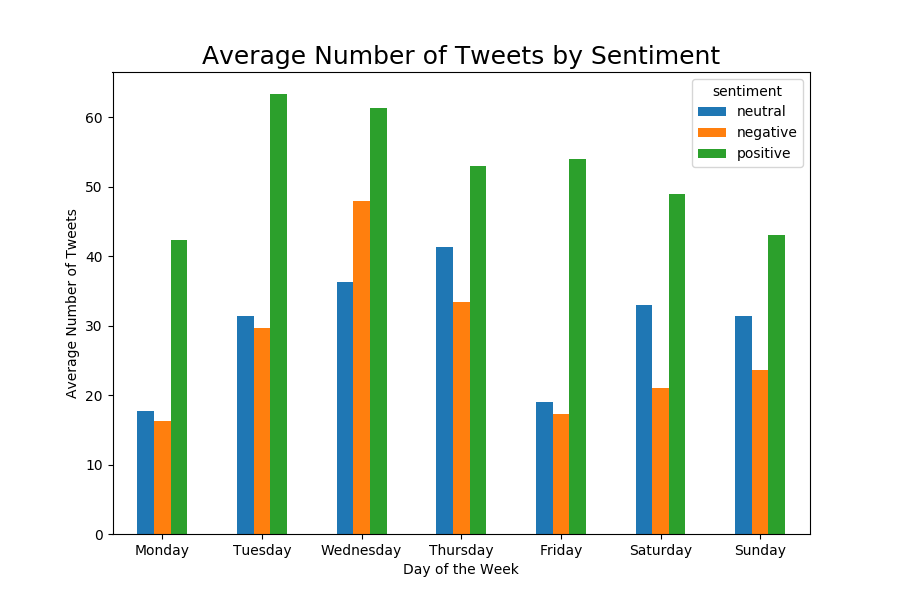 Average Number of Tweets by Sentiment
sentiment
neutral
negative
positive
Average Number of Tweets
60
50
40
30
20
10
0
Monday Tuesday Wednesday Thursday Friday Saturday Sunday
Day of the Week